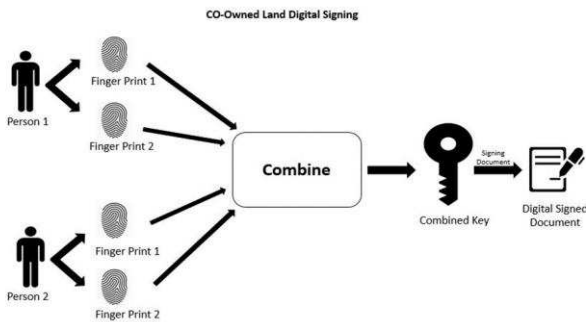 CO-Owned Land Digital Signing
Finger Print 1
Person 1
Finger Print 2
Combine
Signing
Document
Combined Key
Digital Signed
Document
Finger Print 1
Person 2
Finger Print 2